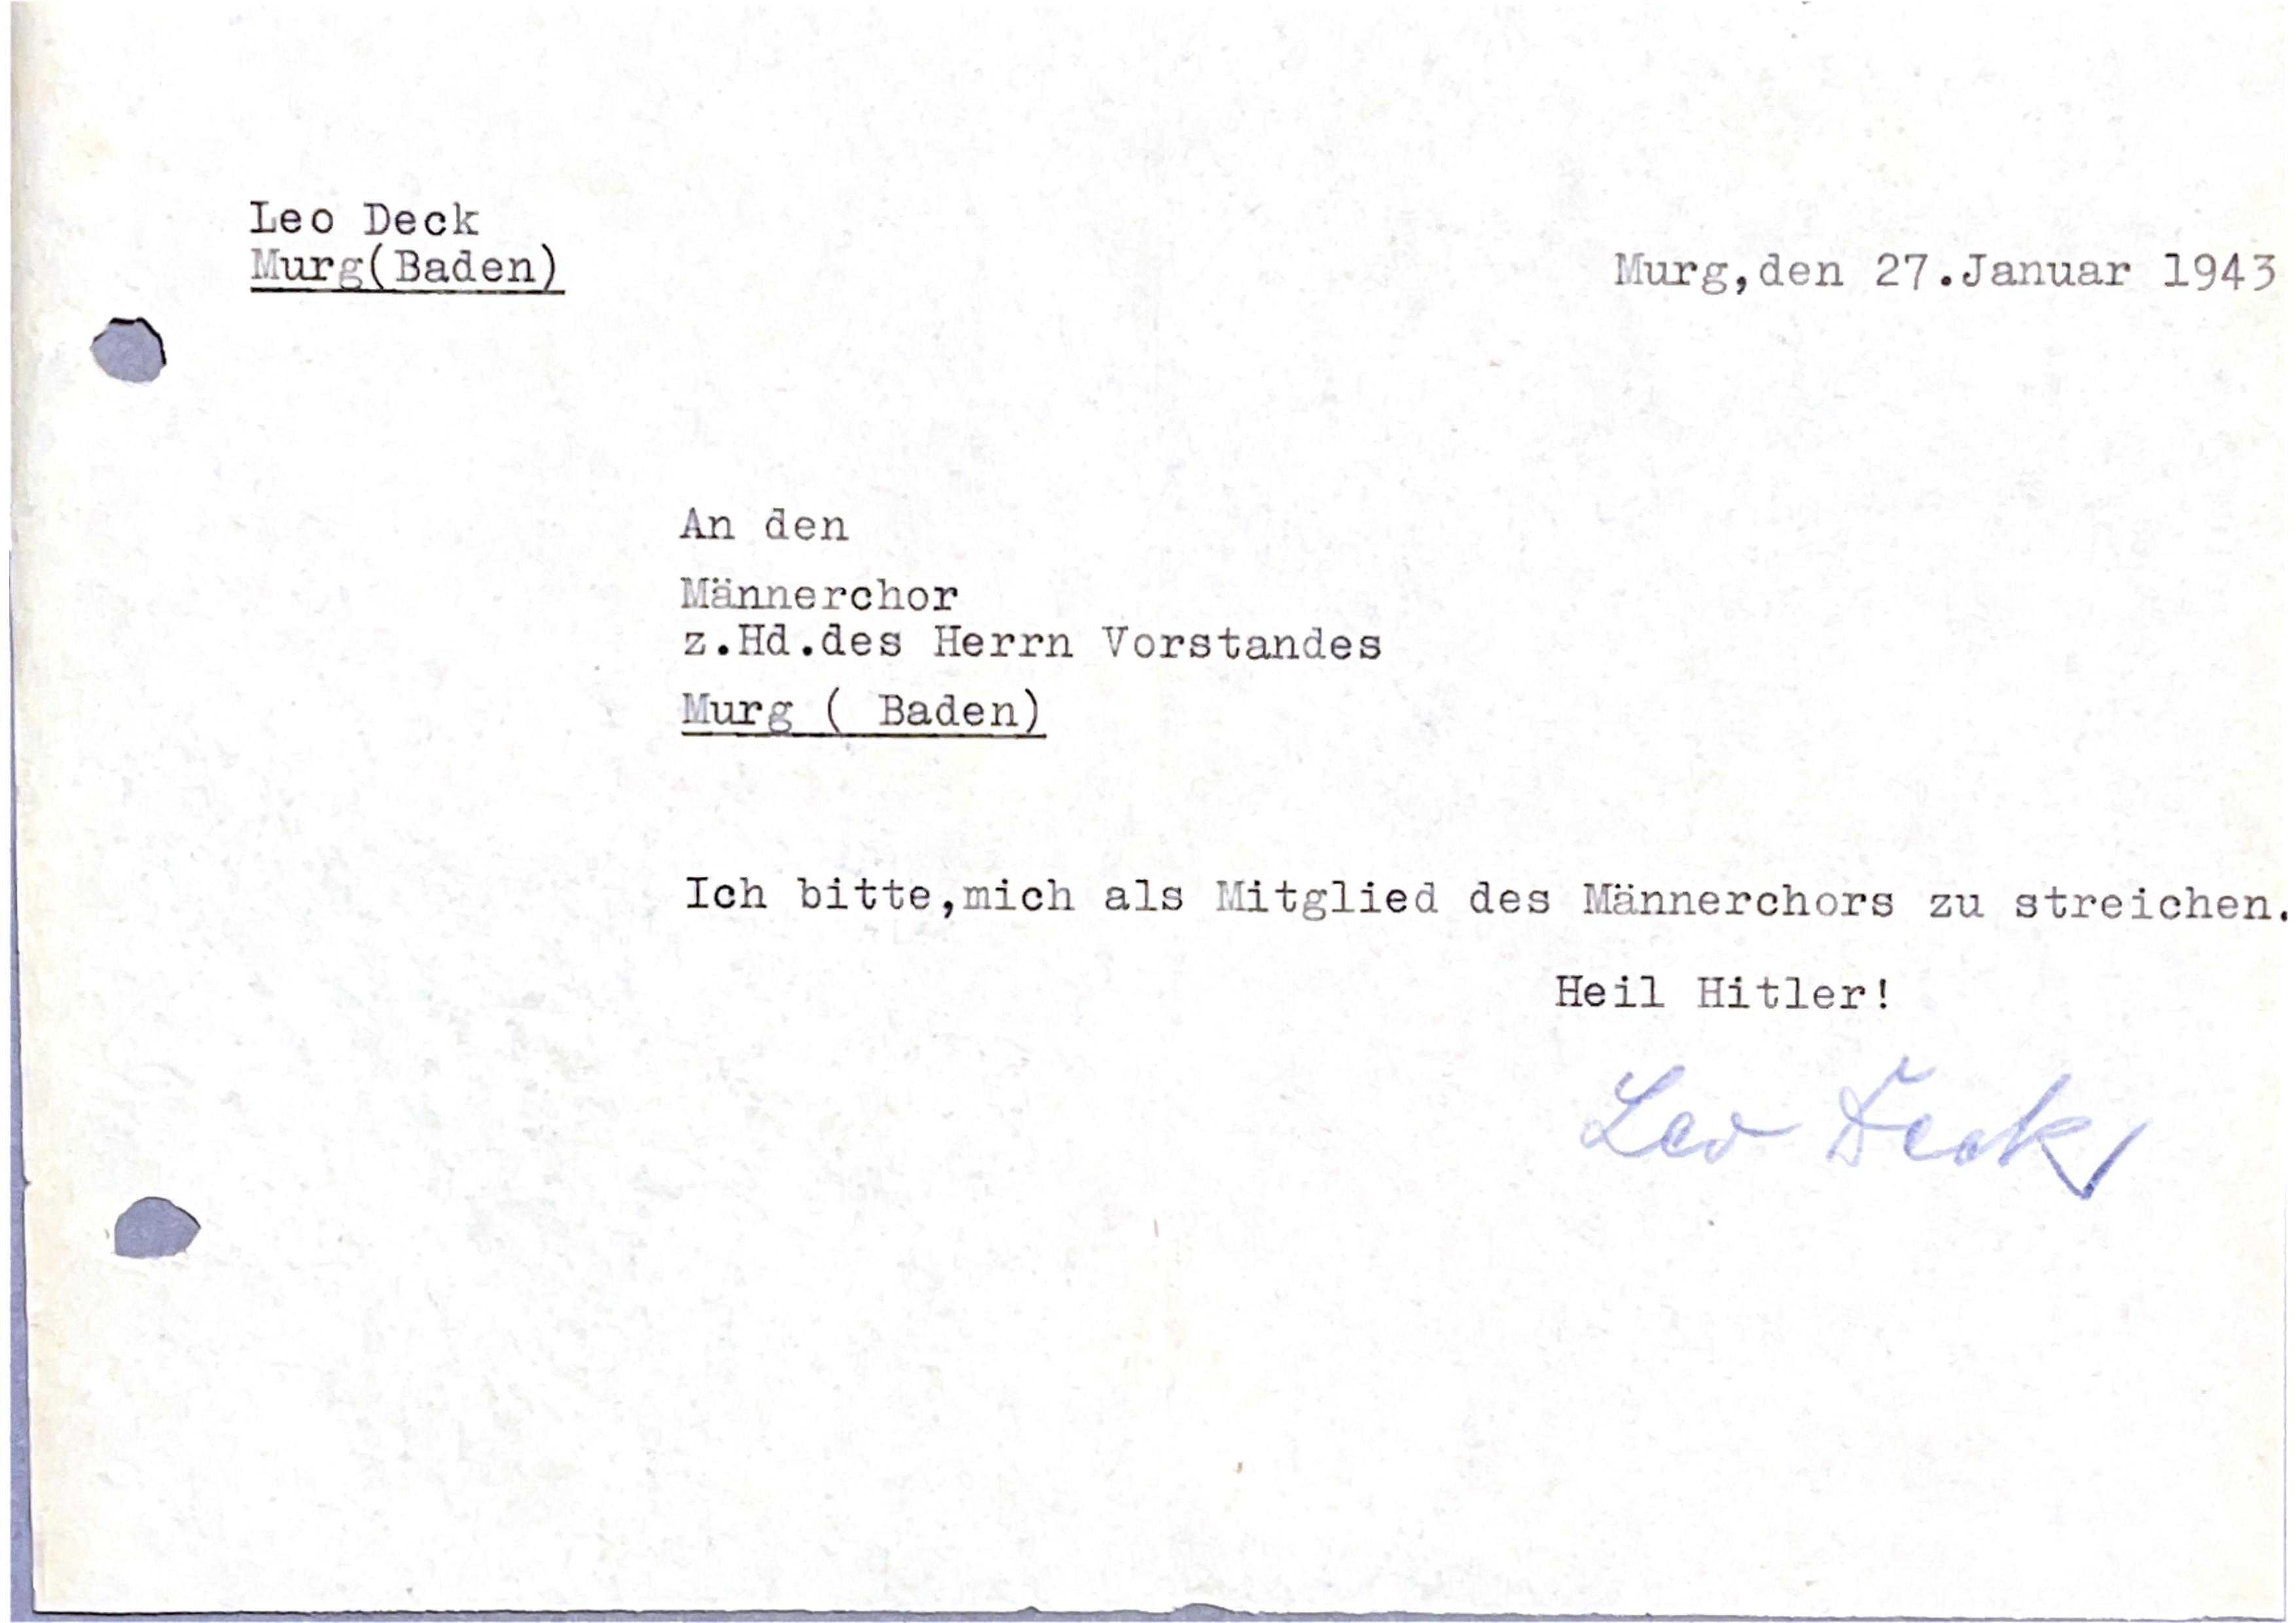 Leo Deck
Murg(Baden)
Murg,den 27.Januar 1943
An den
Männerchor
z.Hd.des Herrn Vorstandes
Murg ( Baden)
Ich bitte,mich als Mitglied des Männerchors zu streichen.
Heil Hitler!
Leo Deck